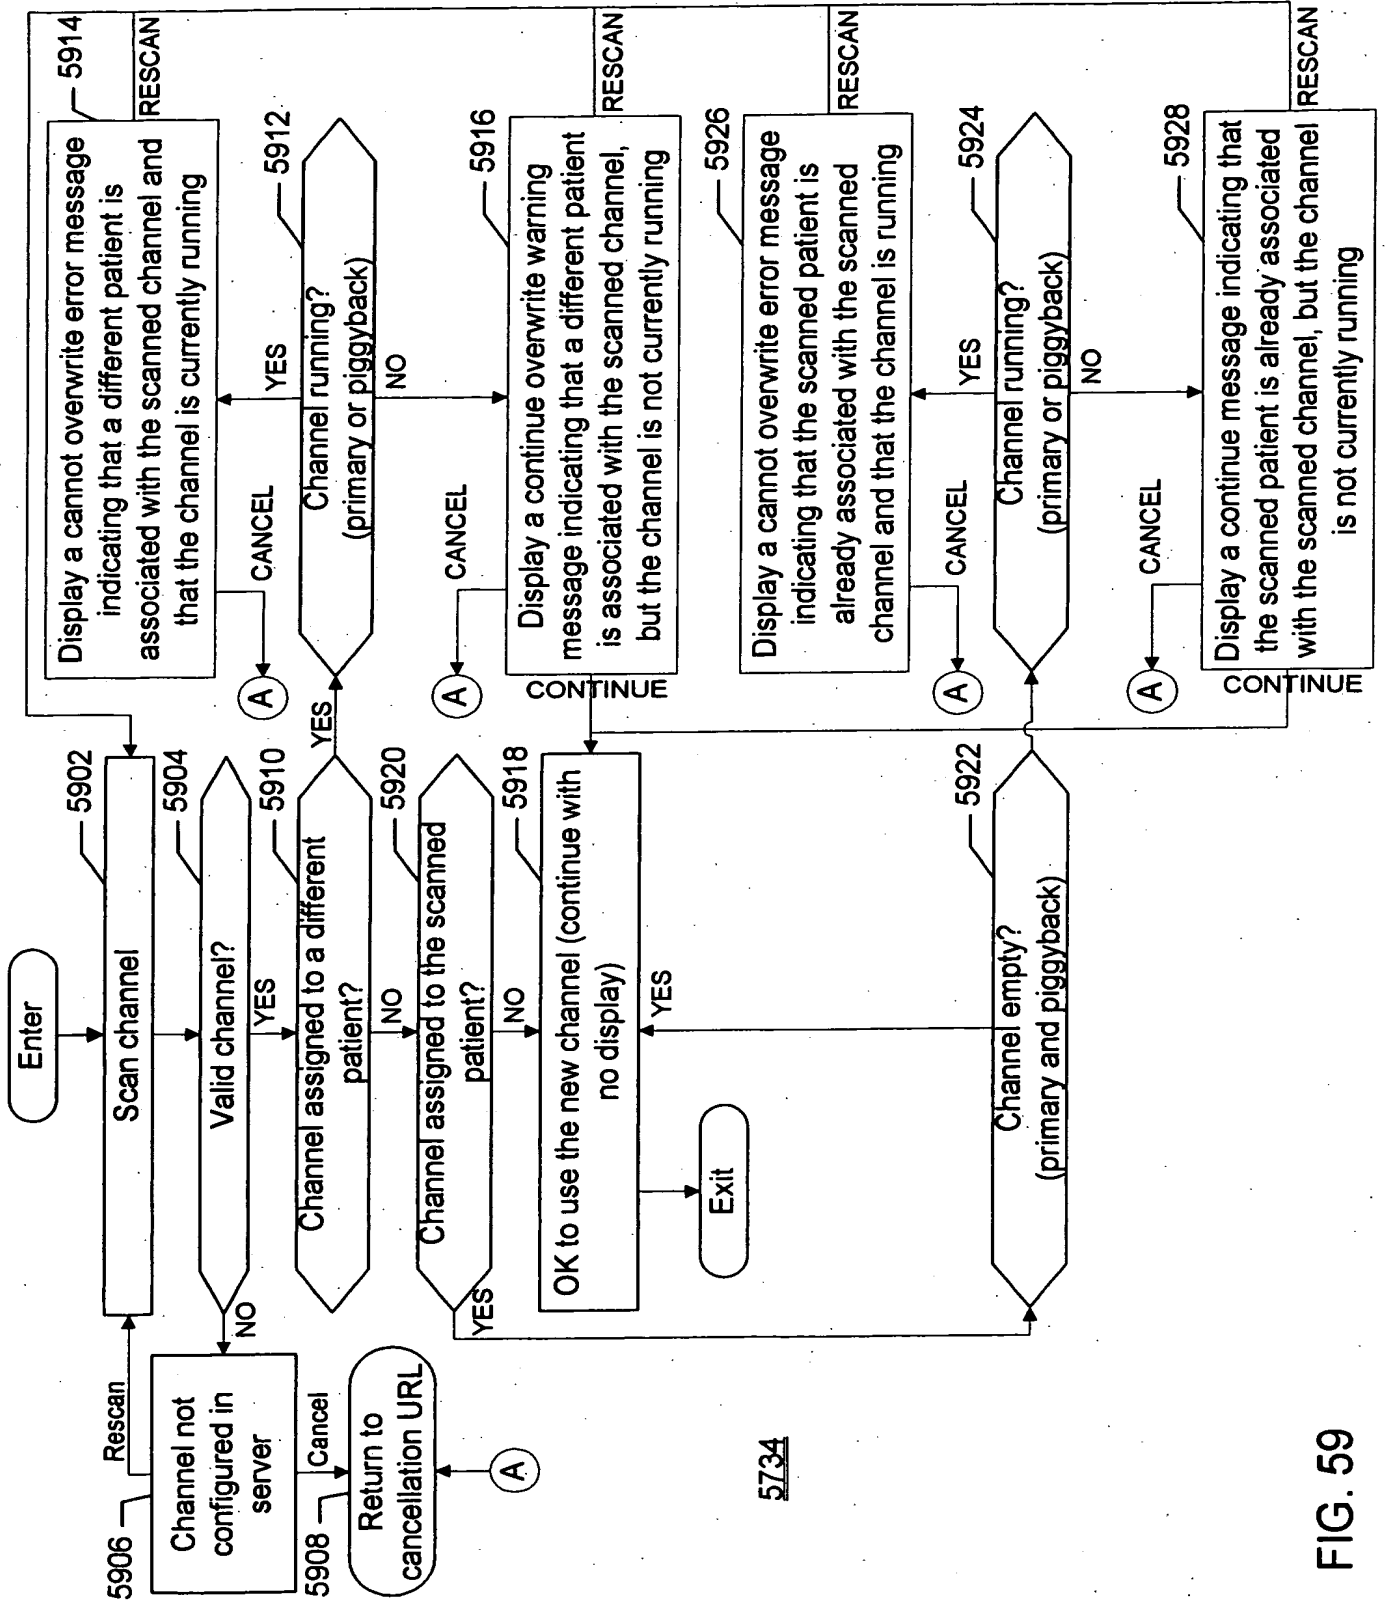 Enter
5902
Scan channel
5904
Valid channel?
NO
YES
Rescan
5906
Channel not
configured in
server
Cancel
5908
Return to
cancellation URL
A
5910
Channel assigned to a different
patient?
YES
NO
5920
Channel assigned to the scanned
patient?
YES
NO
5918
OK to use the new channel (continue with
no display)
YES
Exit
5922
Channel empty?
(primary and piggyback)
5914
Display a cannot overwrite error message
indicating that a different patient is
associated with the scanned channel and
that the channel is currently running
RESCAN
CANCEL
A
YES
5912
Channel running?
(primary or piggyback)
NO
CANCEL
A
5916
Display a continue overwrite warning
message indicating that a different patient
is associated with the scanned channel,
but the channel is not currently running
RESCAN
CONTINUE
5926
Display a cannot overwrite error message
indicating that the scanned patient is
already associated with the scanned
channel and that the channel is running
RESCAN
CANCEL
A
YES
5924
Channel running?
(primary or piggyback)
NO
CANCEL
A
5928
Display a continue message indicating that
the scanned patient is already associated
with the scanned channel, but the channel
is not currently running
RESCAN
CONTINUE
5734
FIG. 59